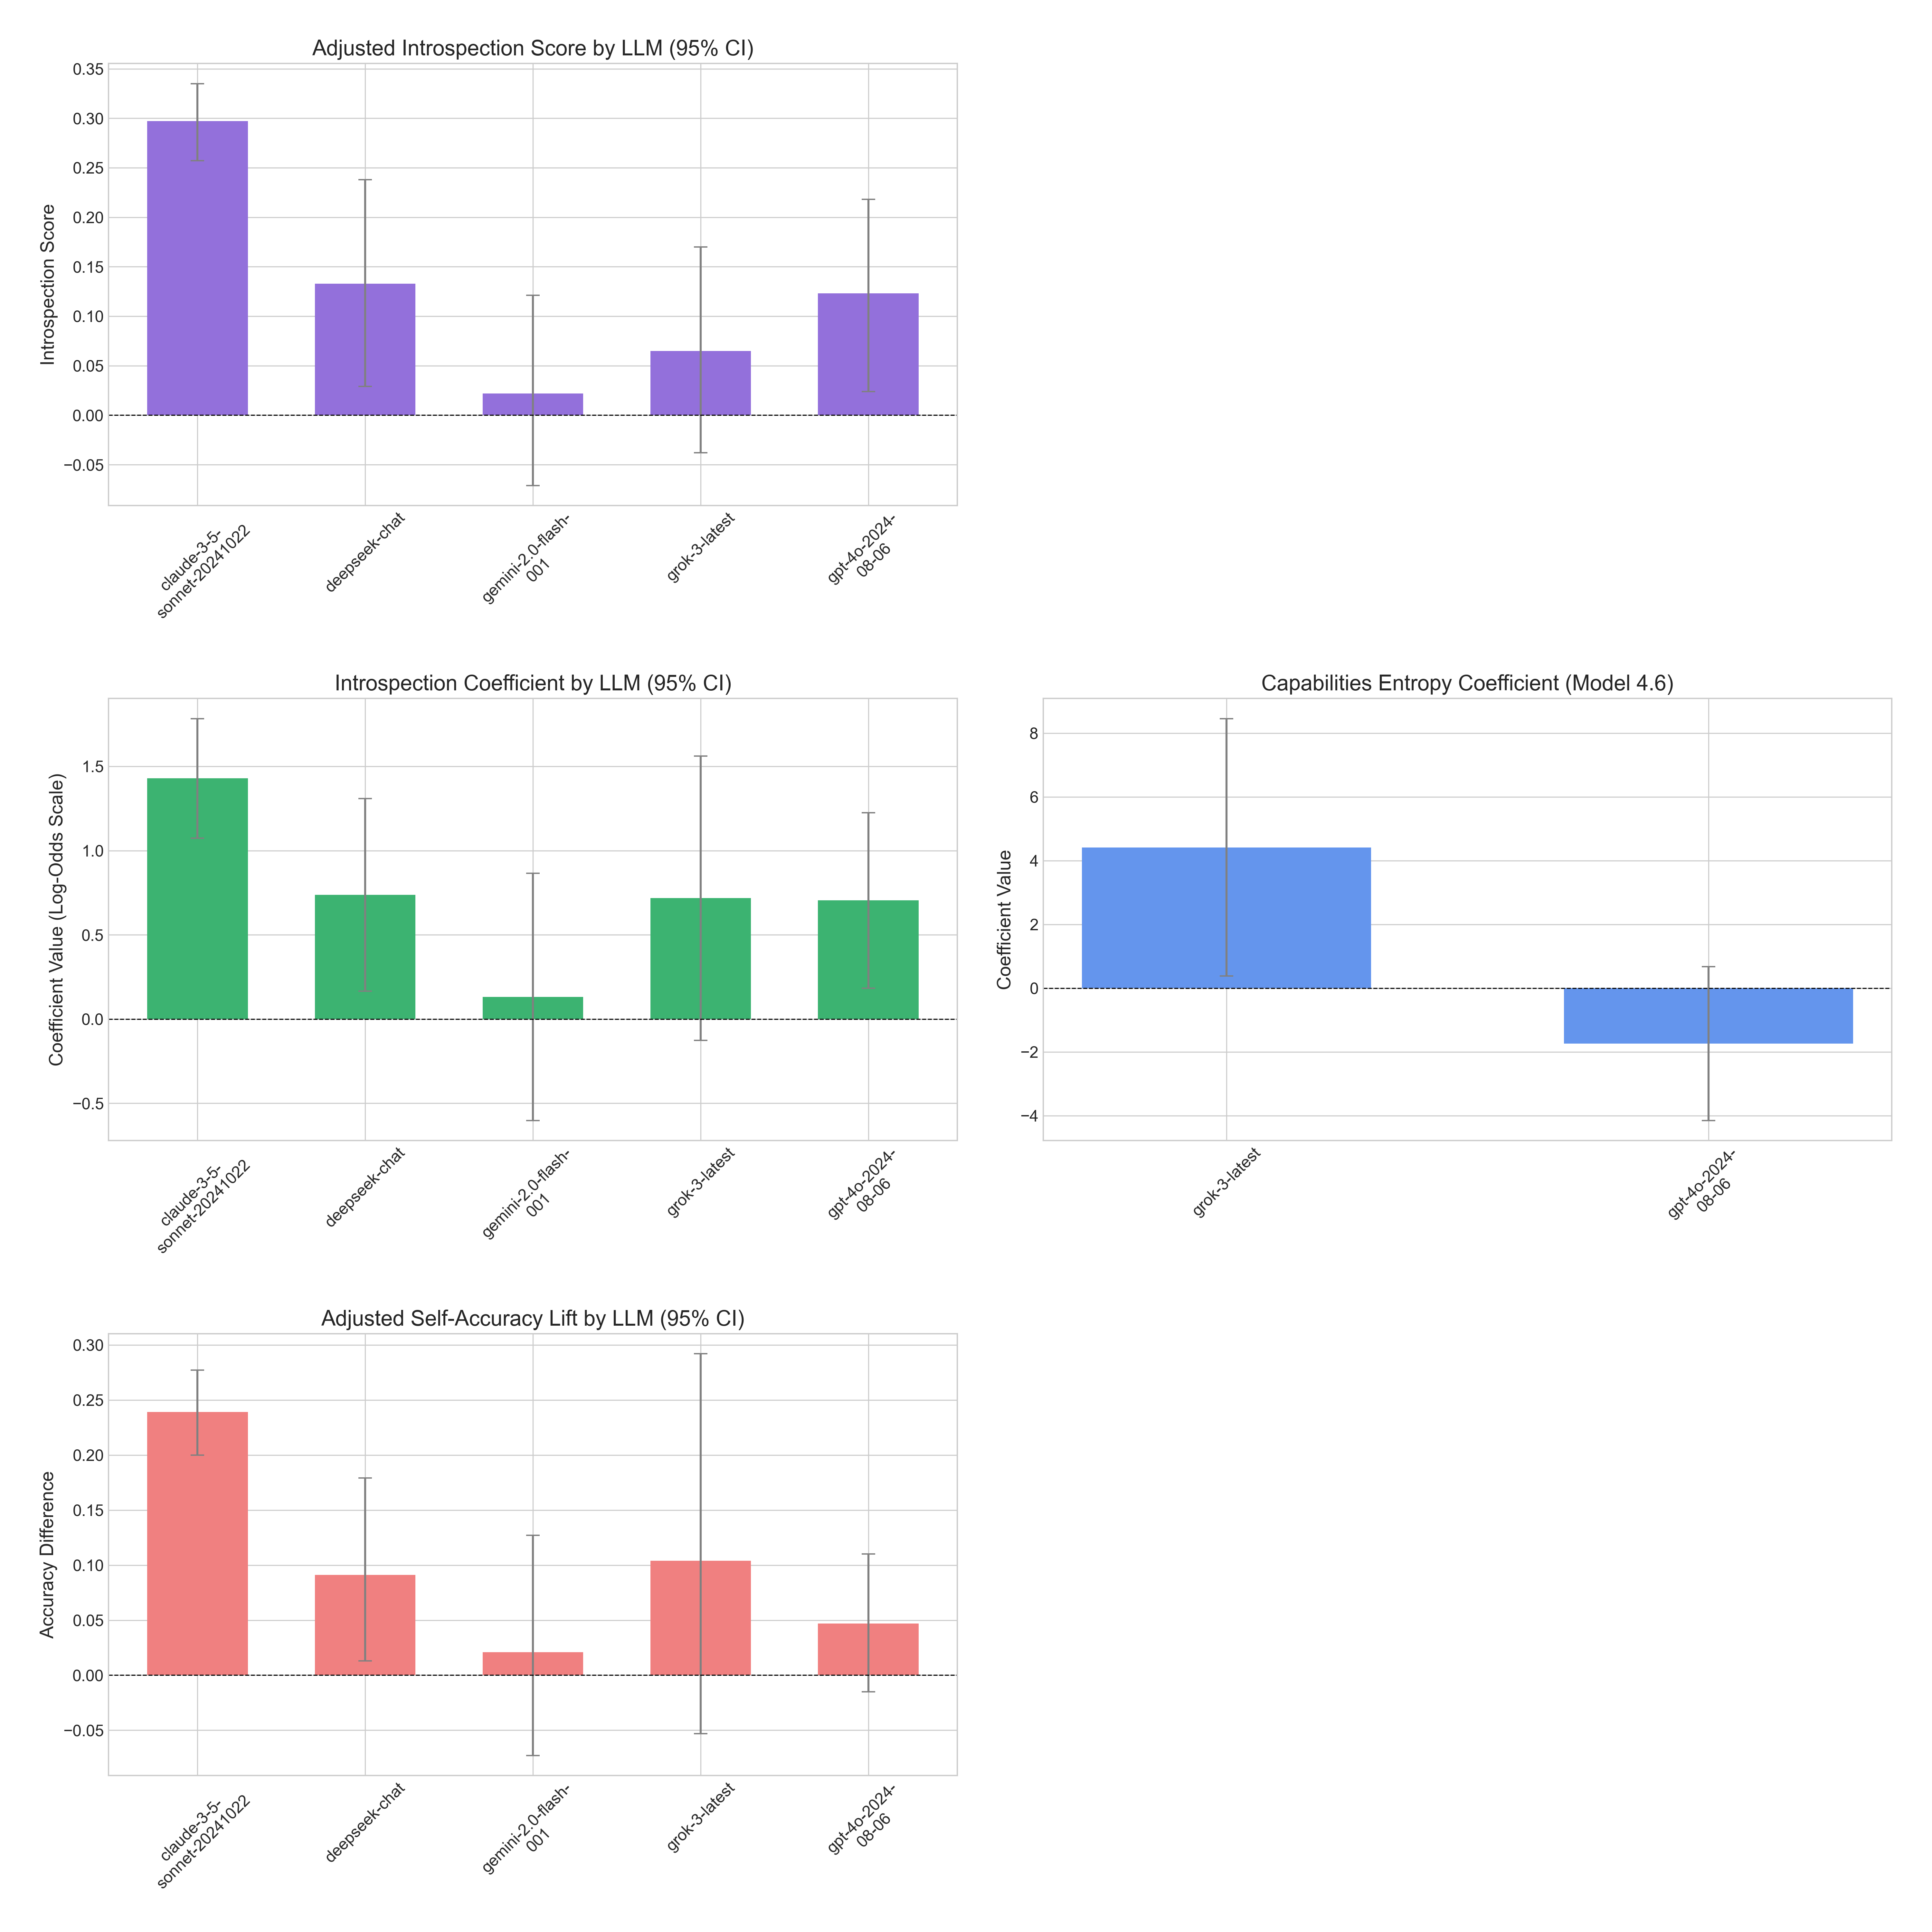 Adjusted Introspection Score by LLM (95% CI)
Introspection Score
0.35
0.30
0.25
0.20
0.15
0.10
0.05
0.00
−0.05
claude-3-5-
sonnet-20241022
deepseek-chat
gemini-2.0-flash-
001
grok-3-latest
gpt-4o-2024-
08-06
Introspection Coefficient by LLM (95% CI)
Coefficient Value (Log-Odds Scale)
1.5
1.0
0.5
0.0
−0.5
claude-3-5-
sonnet-20241022
deepseek-chat
gemini-2.0-flash-
001
grok-3-latest
gpt-4o-2024-
08-06
Capabilities Entropy Coefficient (Model 4.6)
Coefficient Value
8
6
4
2
0
−2
−4
grok-3-latest
gpt-4o-2024-
08-06
Adjusted Self-Accuracy Lift by LLM (95% CI)
Accuracy Difference
0.30
0.25
0.20
0.15
0.10
0.05
0.00
−0.05
claude-3-5-
sonnet-20241022
deepseek-chat
gemini-2.0-flash-
001
grok-3-latest
gpt-4o-2024-
08-06